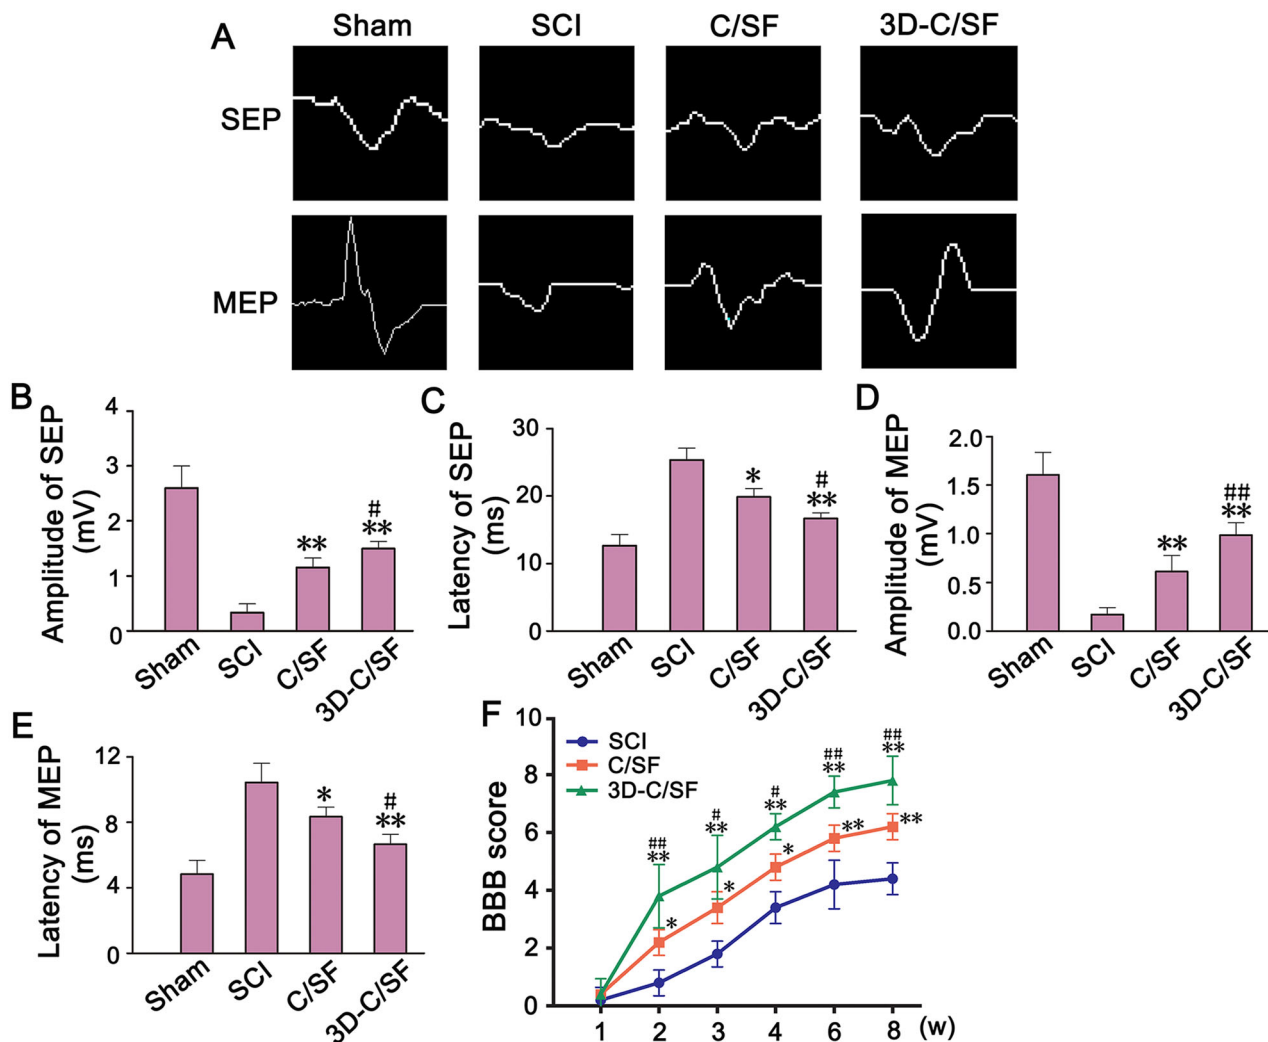 A
Sham SCI C/SF 3D-C/SF
SEP
MEP
B
Amplitude of SEP
(mV)
4
3
2
1
0
**
#
**
Sham SCI C/SF 3D-C/SF
C
Latency of SEP
(ms)
30
20
10
0
*
#
**
Sham SCI C/SF 3D-C/SF
D
Amplitude of MEP
(mV)
2.0
1.5
1.0
0.5
0.0
**
##
**
Sham SCI C/SF 3D-C/SF
E
Latency of MEP
(ms)
12
8
4
0
*
#
**
Sham SCI C/SF 3D-C/SF
F
BBB score
10
8
6
4
2
0
SCI
C/SF
3D-C/SF
##
**
*
#
**
*
#
**
*
##
**
**
##
**
**
1 2 3 4 6 8 (w)